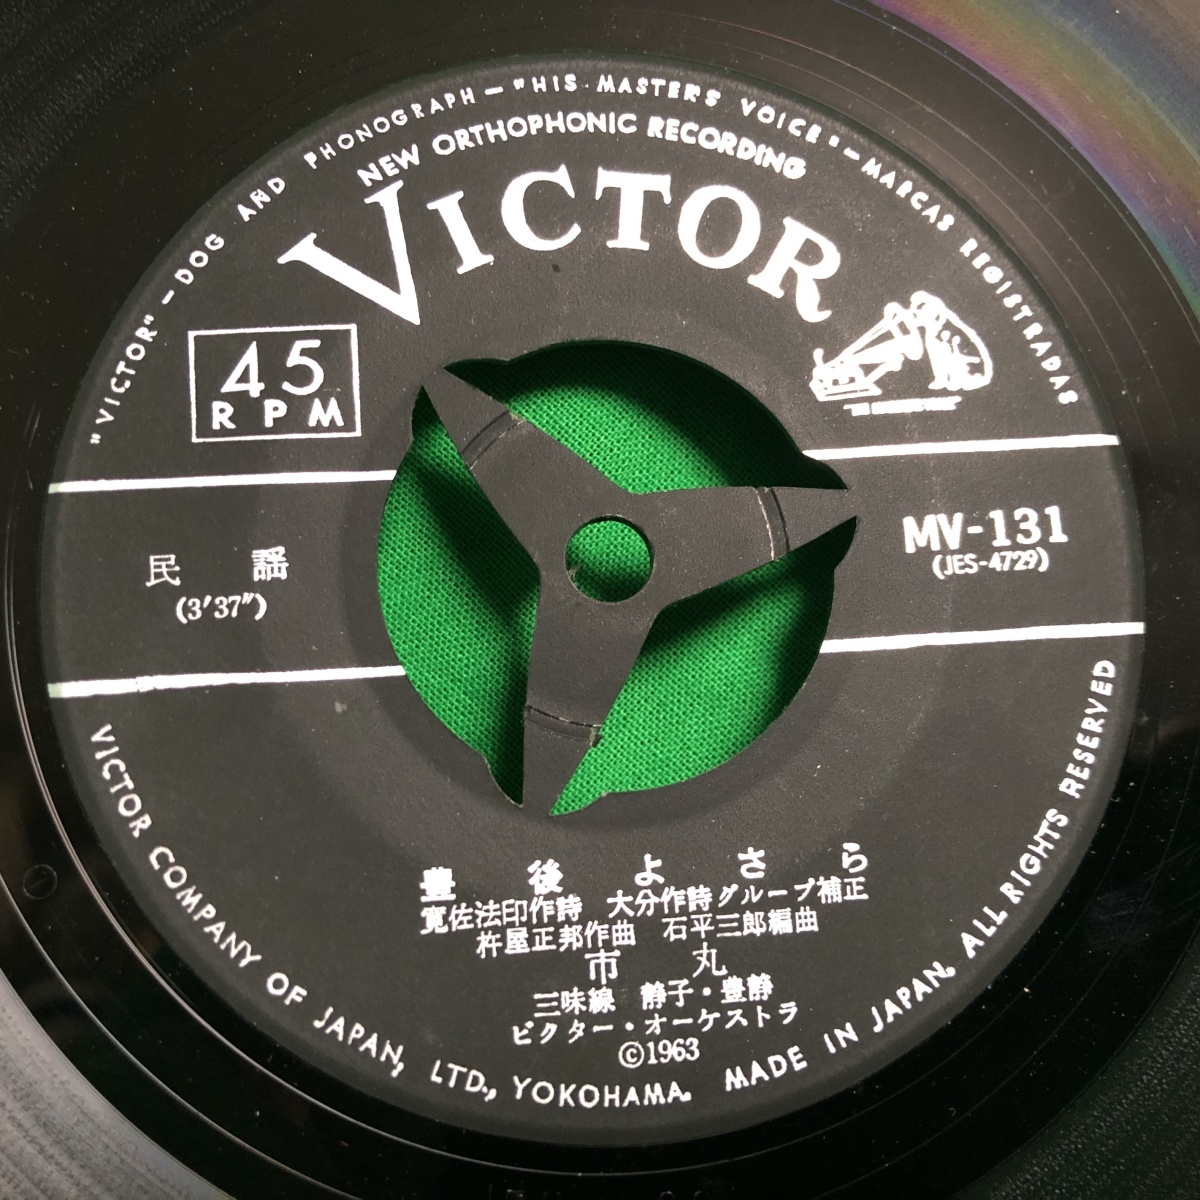 "VICTOR" – DOG AND PHONOGRAPH – "HIS MASTER'S VOICE" – MARCAS REGISTRADAS
NEW ORTHOPHONIC RECORDING
VICTOR
45
RPM
民謡
(3′37″)
MV-131
(JES-4729)
豊後よさら
寛佐法印作詩 大分作詩グループ補正
杵屋正邦作曲 石平三郎編曲
市丸
三味線 静子・豊静
ビクター・オーケストラ
©1963
VICTOR COMPANY OF JAPAN, LTD., YOKOHAMA. MADE IN JAPAN. ALL RIGHTS RESERVED